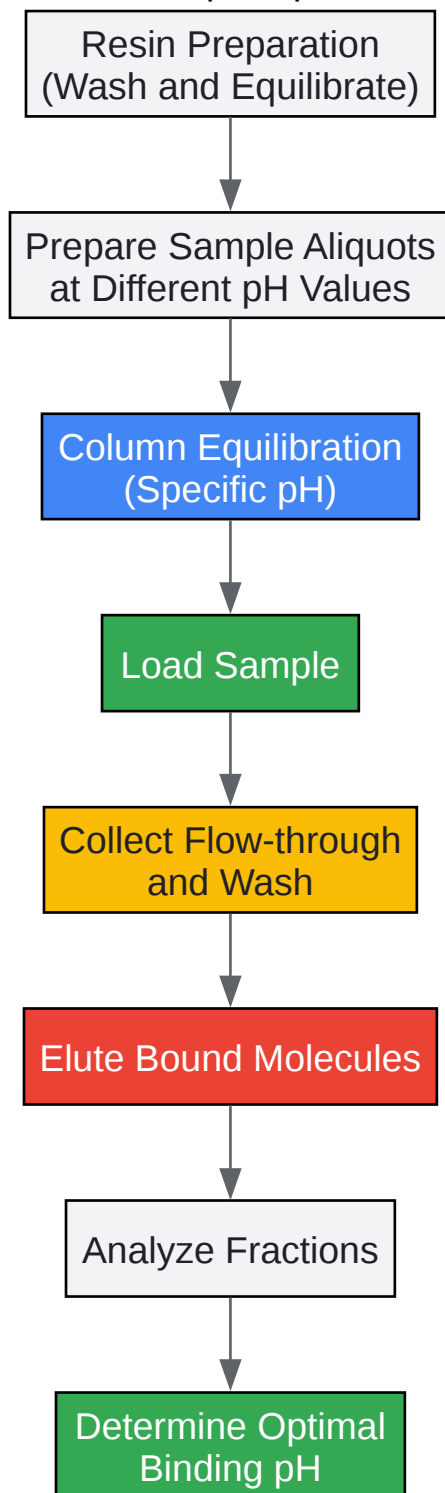 Resin Preparation
(Wash and Equilibrate)
Prepare Sample Aliquots
at Different pH Values
Column Equilibration
(Specific pH)
Load Sample
Collect Flow-through
and Wash
Elute Bound Molecules
Analyze Fractions
Determine Optimal
Binding pH